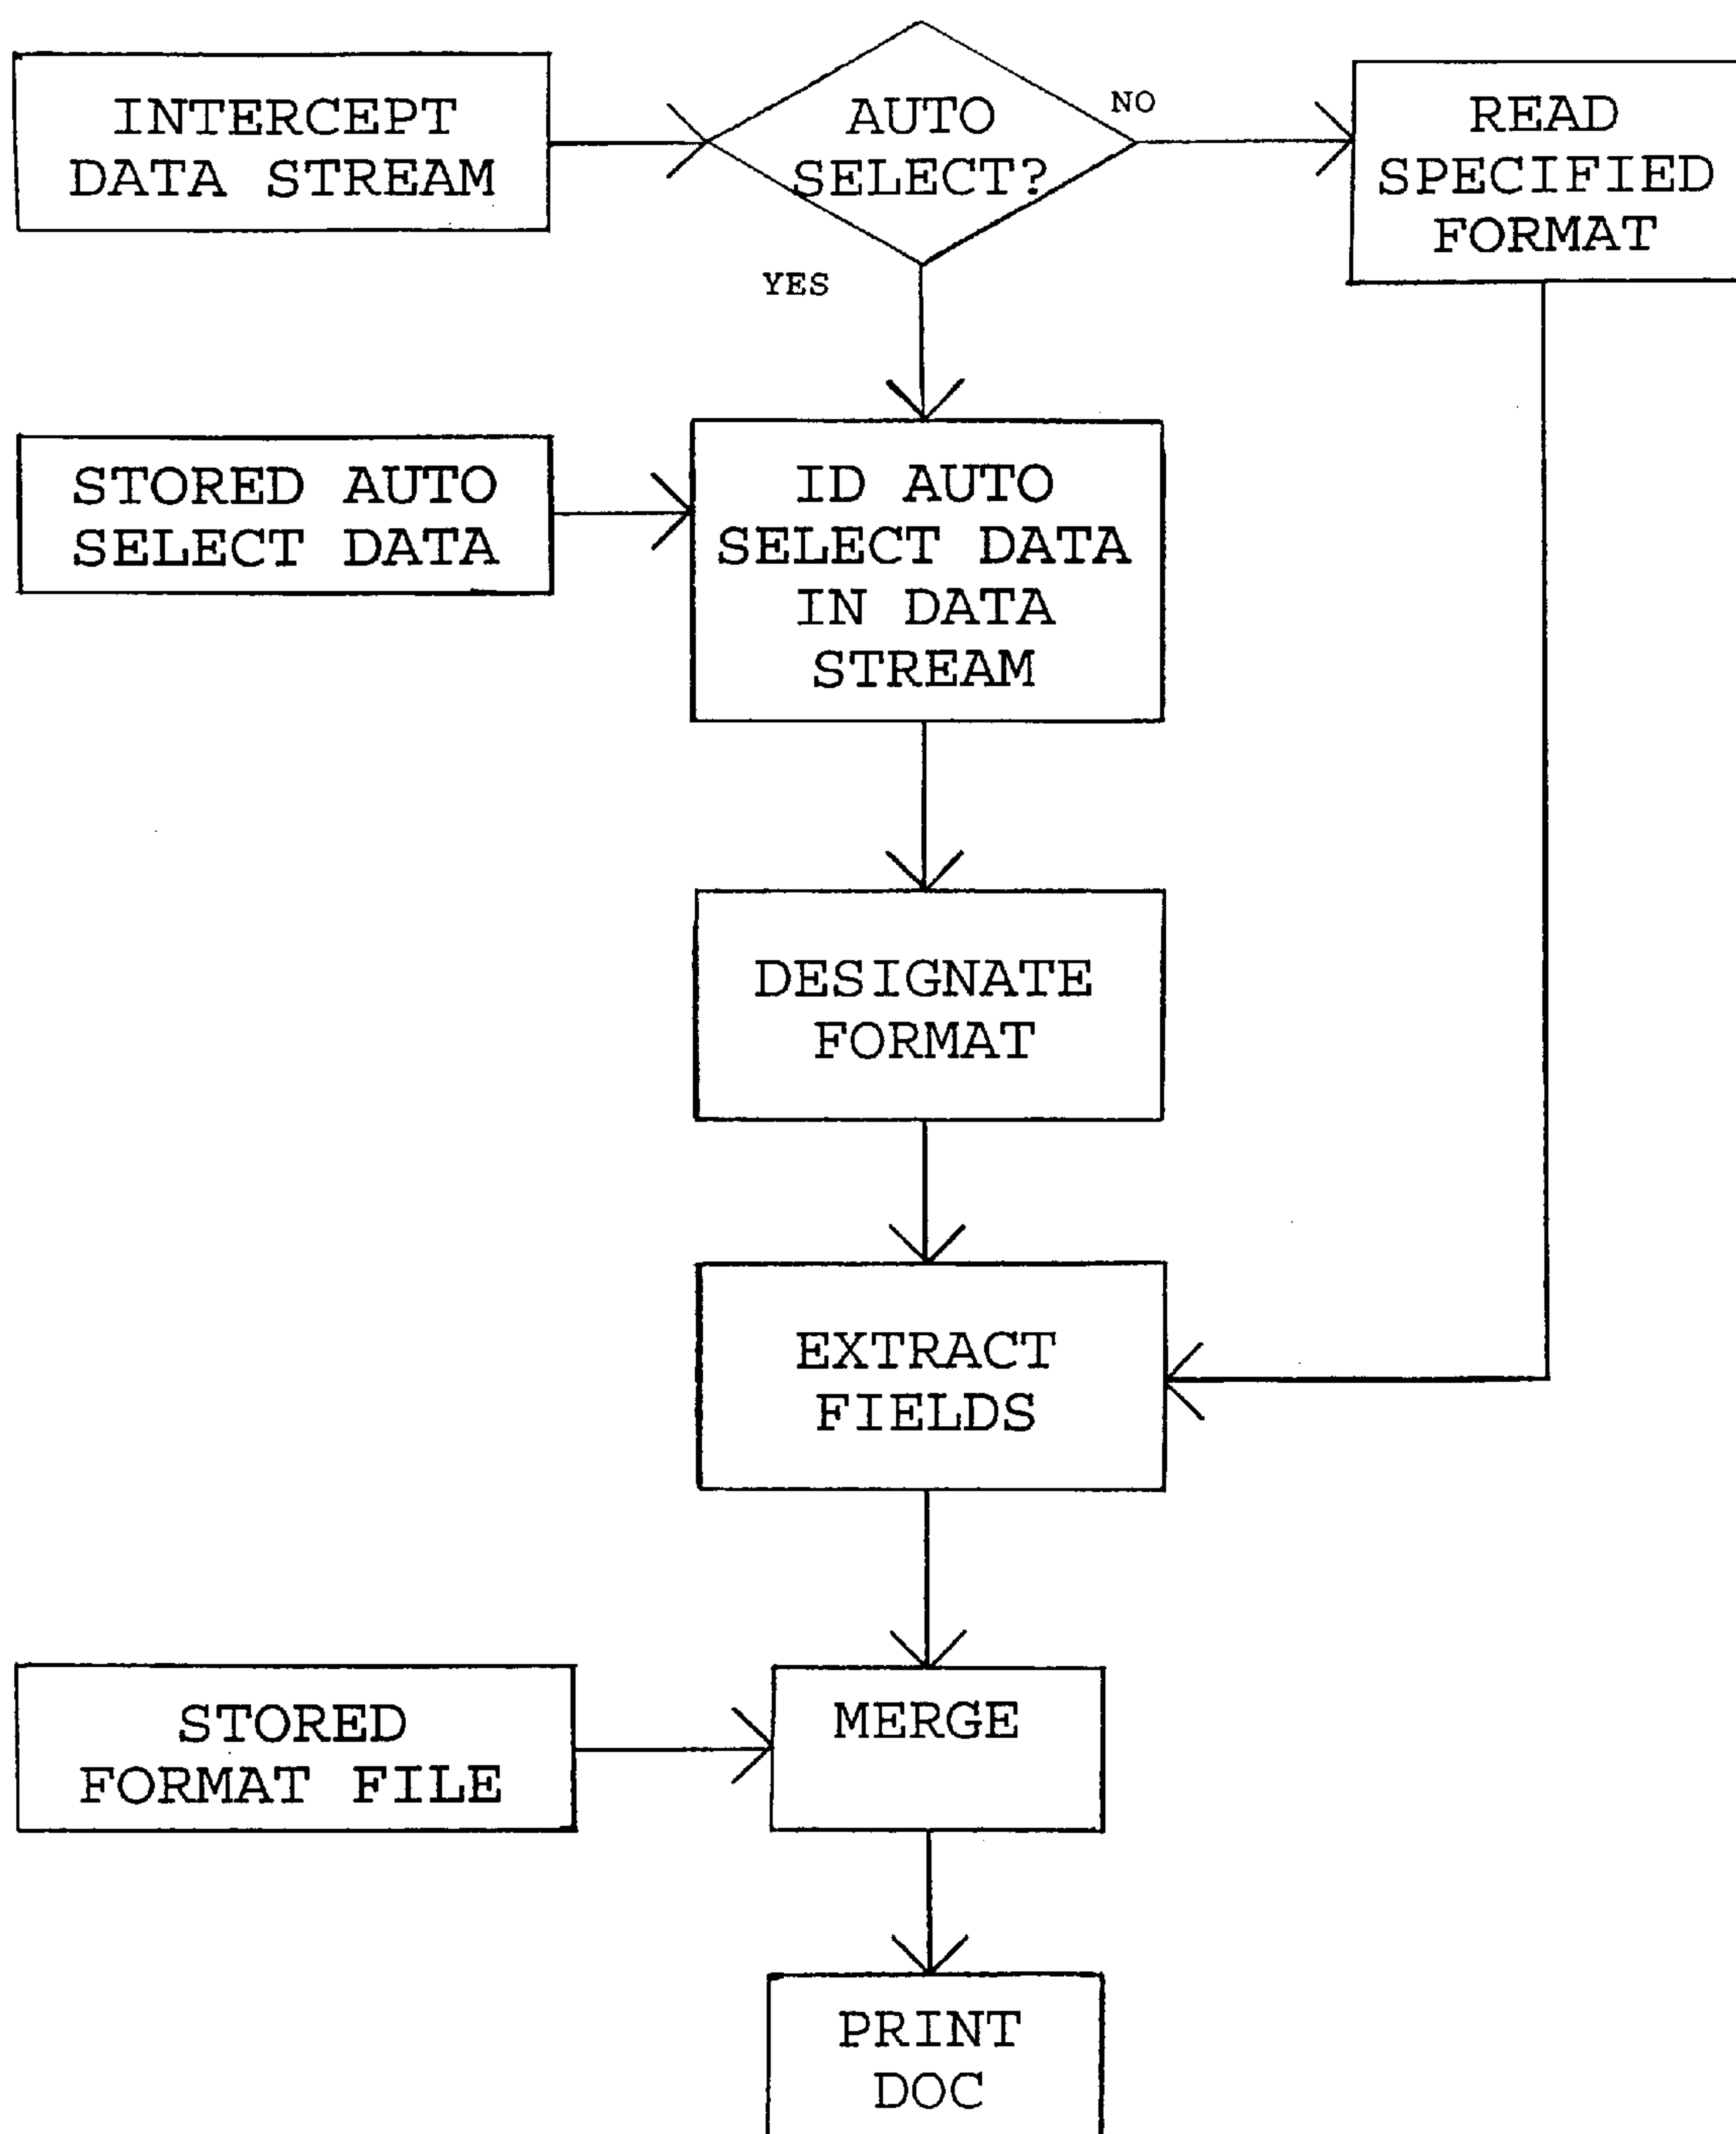 INTERCEPT
DATA STREAM
AUTO
SELECT?
NO
READ
SPECIFIED
FORMAT
YES
STORED AUTO
SELECT DATA
ID AUTO
SELECT DATA
IN DATA
STREAM
DESIGNATE
FORMAT
EXTRACT
FIELDS
STORED
FORMAT FILE
MERGE
PRINT
DOC